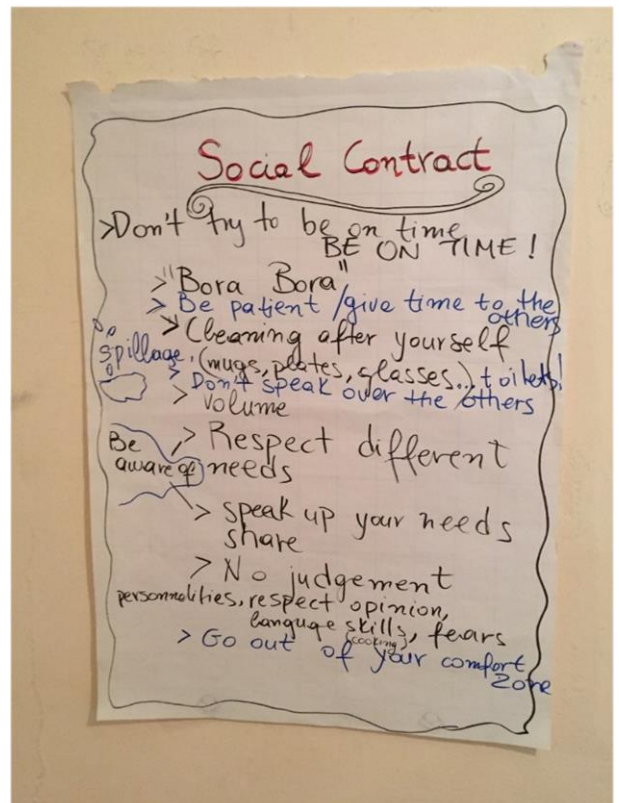 Social Contract
>Don't try to be on time
BE ON TIME!
>"Bora Bora"
> Be patient /give time to the
others
> Cleaning after yourself
spillage, (mugs, plates, glasses...) toilets!
> Don't speak over the others
> Volume
> Respect different
needs
Be
aware of
> speak up your needs
share
> No judgement
personnalities, respect opinion,
languge skills, fears
(cooking)
> Go out of your comfort
zone